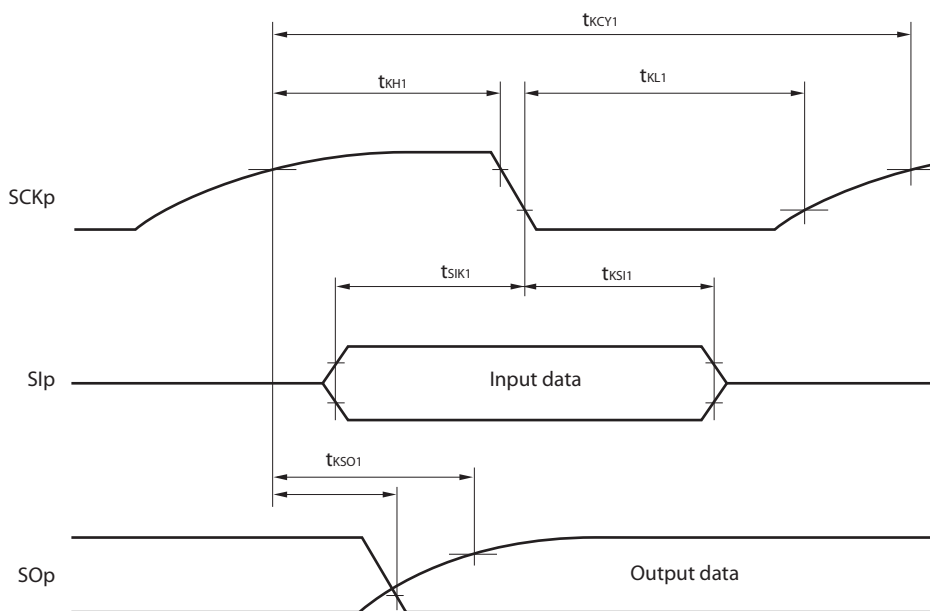 tKCY1
tKH1
tKL1
SCKp
tSIK1
tKSI1
SIp
Input data
tKSO1
SOp
Output data